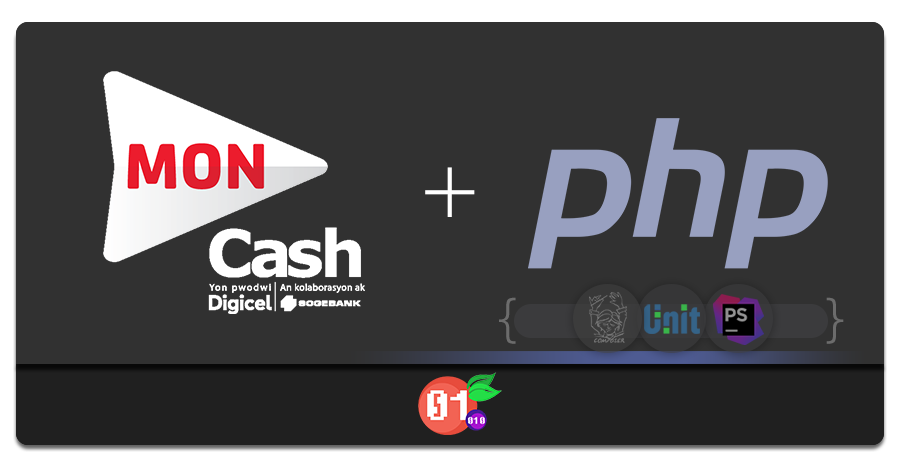 MON
Cash
Yon pwodwi
Digicel
An kolaborasyon ak
SOGEBANK
+
php
{
COMPOSER
Unit
PS
}
01
010